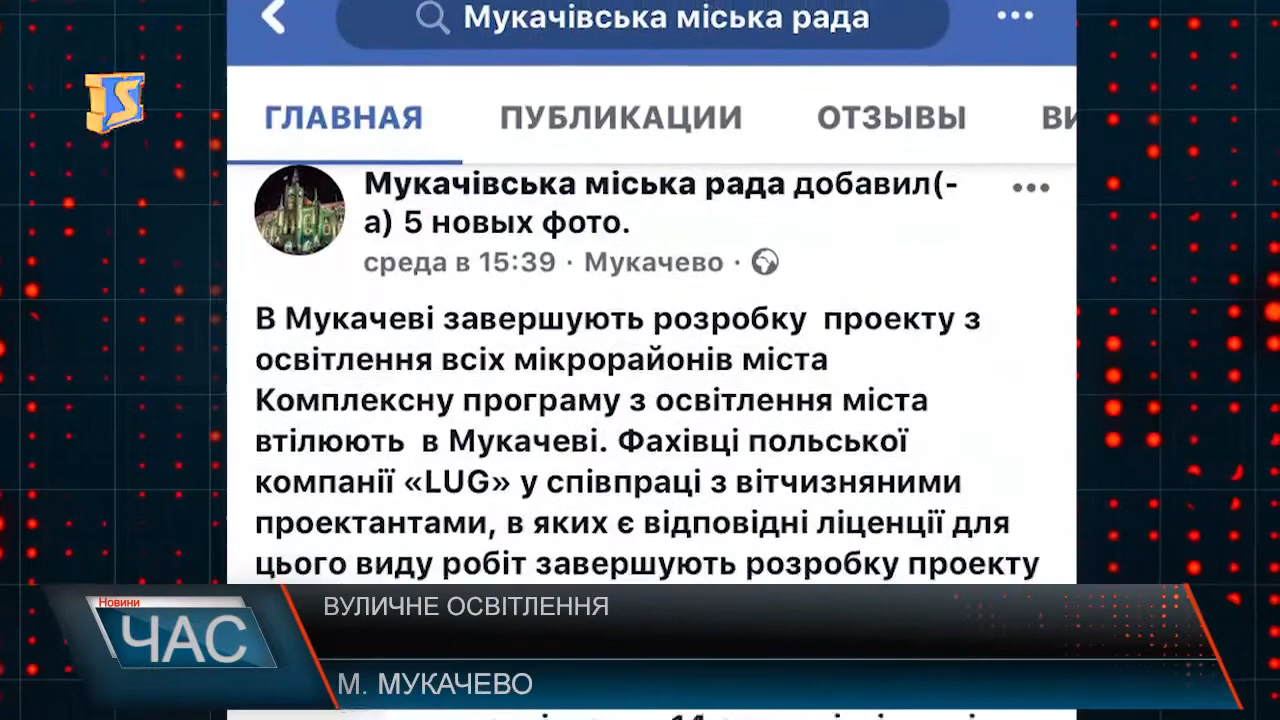 Мукачівська міська рада
ГЛАВНАЯ ПУБЛИКАЦИИ ОТЗЫВЫ
Мукачівська міська рада добавил(-
а) 5 новых фото.
среда в 15:39 · Мукачево ·
В Мукачеві завершують розробку проекту з
освітлення всіх мікрорайонів міста
Комплексну програму з освітлення міста
втілюють в Мукачеві. Фахівці польської
компанії «LUG» у співпраці з вітчизняними
проектантами, в яких є відповідні ліценції для
цього виду робіт завершують розробку проекту
Новини
ЧАС
ВУЛИЧНЕ ОСВІТЛЕННЯ
М. МУКАЧЕВО